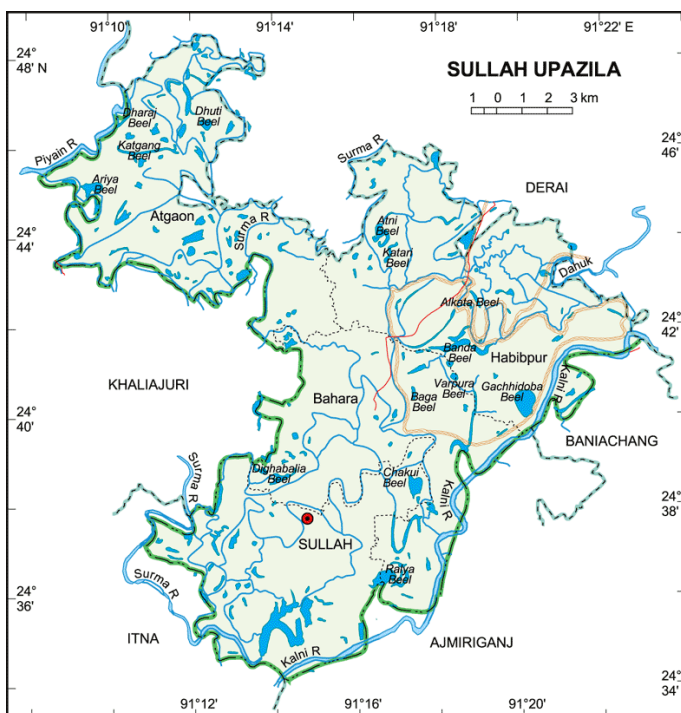 91°10'
91°14'
91°18'
91°22' E
24°
48' N
SULLAH UPAZILA
1 0 1 2 3 km
Dharaj
Beel
Dhuti
Beel
Katgang
Beel
Piyain R
Ariya
Beel
Surma R
24°
46'
DERAI
Atgaon
Surma R
Atni
Beel
24°
44'
Katari
Beel
Dahuk
Alkata Beel
24°
42'
Banda
Beel
Habibpur
KHALIAJURI
Varpura
Beel
Gachhidoba
Beel
Kalni R
Bahara
Baga
Beel
24°
40'
BANIACHANG
Surma R
Dighabalia
Beel
Chakui
Beel
Kalni R
24°
38'
SULLAH
Surma R
Raiya
Beel
24°
36'
ITNA
Kalni R
AJMIRIGANJ
24°
34'
91°12'
91°16'
91°20'